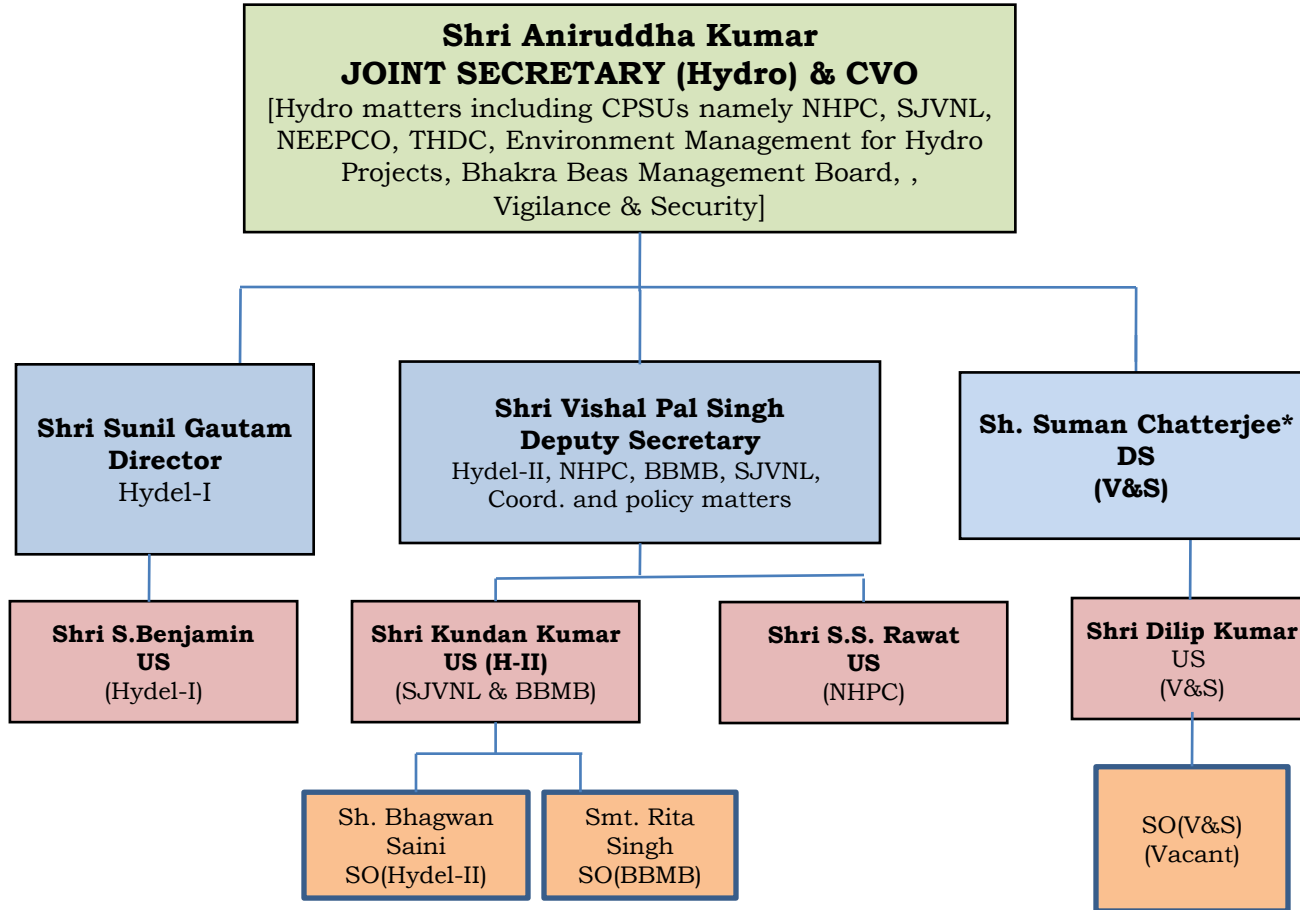 Shri Aniruddha Kumar
JOINT SECRETARY (Hydro) & CVO
[Hydro matters including CPSUs namely NHPC, SJVNL,
NEEPCO, THDC, Environment Management for Hydro
Projects, Bhakra Beas Management Board, ,
Vigilance & Security]
Shri Sunil Gautam
Director
Hydel-I
Shri Vishal Pal Singh
Deputy Secretary
Hydel-II, NHPC, BBMB, SJVNL,
Coord. and policy matters
Sh. Suman Chatterjee*
DS
(V&S)
Shri S.Benjamin
US
(Hydel-I)
Shri Kundan Kumar
US (H-II)
(SJVNL & BBMB)
Shri S.S. Rawat
US
(NHPC)
Shri Dilip Kumar
US
(V&S)
Sh. Bhagwan
Saini
SO(Hydel-II)
Smt. Rita
Singh
SO(BBMB)
SO(V&S)
(Vacant)